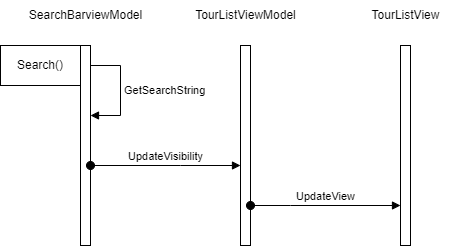 SearchBarviewModel
TourListViewModel
TourListView
Search()
GetSearchString
UpdateVisibility
UpdateView